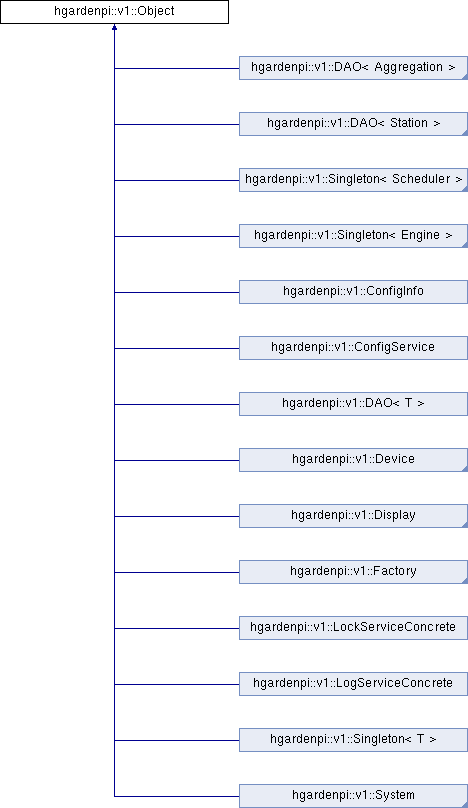 hgardenpi::v1::Object
hgardenpi::v1::DAO< Aggregation >
hgardenpi::v1::DAO< Station >
hgardenpi::v1::Singleton< Scheduler >
hgardenpi::v1::Singleton< Engine >
hgardenpi::v1::ConfigInfo
hgardenpi::v1::ConfigService
hgardenpi::v1::DAO< T >
hgardenpi::v1::Device
hgardenpi::v1::Display
hgardenpi::v1::Factory
hgardenpi::v1::LockServiceConcrete
hgardenpi::v1::LogServiceConcrete
hgardenpi::v1::Singleton< T >
hgardenpi::v1::System